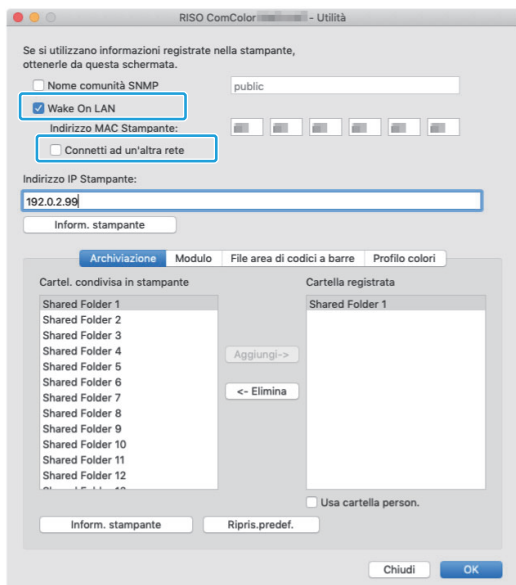 RISO ComColor - Utilità
Se si utilizzano informazioni registrate nella stampante,
ottenerle da questa schermata.
Nome comunità SNMP
public
Wake On LAN
Indirizzo MAC Stampante:
Connetti ad un'altra rete
Indirizzo IP Stampante:
192.0.2.99
Inform. stampante
Archiviazione Modulo File area di codici a barre Profilo colori
Cartel. condivisa in stampante
Cartella registrata
Shared Folder 1
Shared Folder 2
Shared Folder 3
Shared Folder 4
Shared Folder 5
Shared Folder 6
Shared Folder 7
Shared Folder 8
Shared Folder 9
Shared Folder 10
Shared Folder 11
Shared Folder 12
Aggiungi->
<- Elimina
Shared Folder 1
Usa cartella person.
Inform. stampante
Ripris.predef.
Chiudi
OK